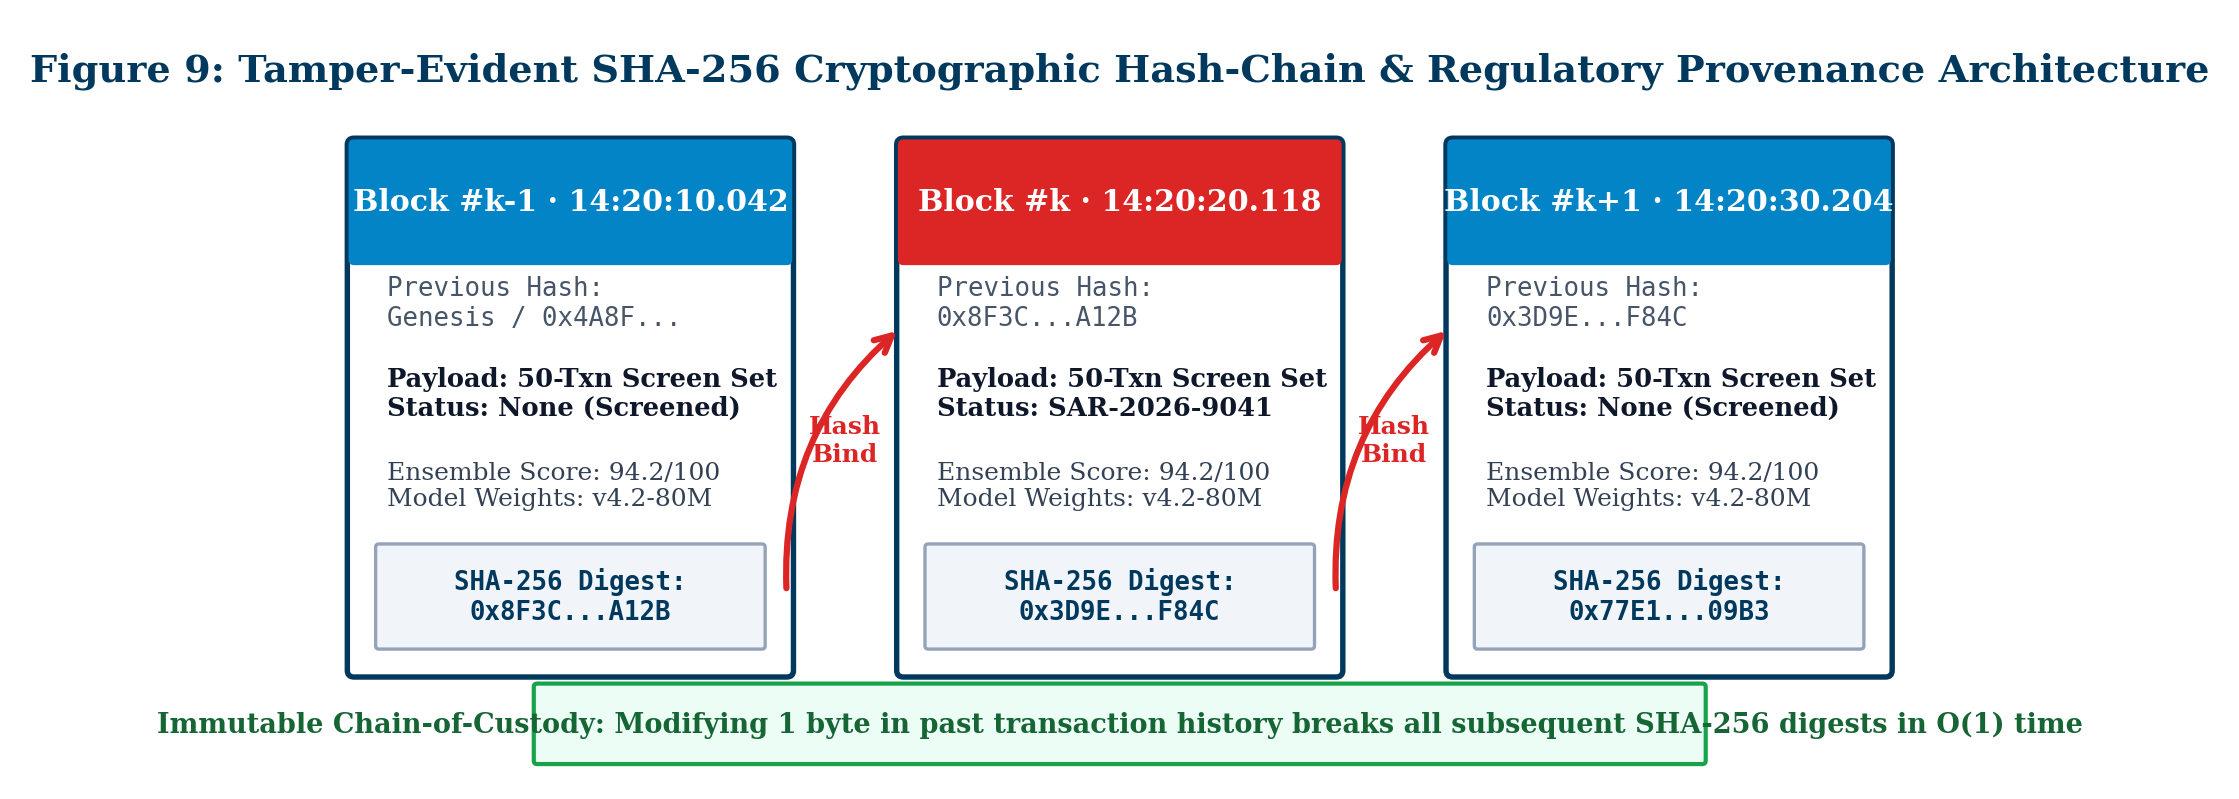 Figure 9: Tamper-Evident SHA-256 Cryptographic Hash-Chain & Regulatory Provenance Architecture
Block #k-1 · 14:20:10.042
Previous Hash:
Genesis / 0x4A8F...
Payload: 50-Txn Screen Set
Status: None (Screened)
Ensemble Score: 94.2/100
Model Weights: v4.2-80M
SHA-256 Digest:
0x8F3C...A12B
Hash
Bind
Block #k · 14:20:20.118
Previous Hash:
0x8F3C...A12B
Payload: 50-Txn Screen Set
Status: SAR-2026-9041
Ensemble Score: 94.2/100
Model Weights: v4.2-80M
SHA-256 Digest:
0x3D9E...F84C
Hash
Bind
Block #k+1 · 14:20:30.204
Previous Hash:
0x3D9E...F84C
Payload: 50-Txn Screen Set
Status: None (Screened)
Ensemble Score: 94.2/100
Model Weights: v4.2-80M
SHA-256 Digest:
0x77E1...09B3
Immutable Chain-of-Custody: Modifying 1 byte in past transaction history breaks all subsequent SHA-256 digests in O(1) time